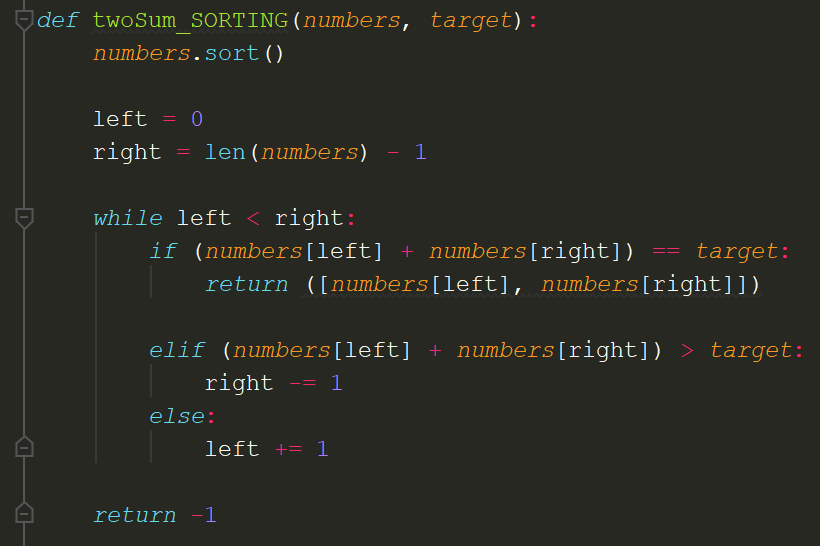 def twoSum_SORTING(numbers, target):
    numbers.sort()

    left = 0
    right = len(numbers) - 1

    while left < right:
        if (numbers[left] + numbers[right]) == target:
            return ([numbers[left], numbers[right]])

        elif (numbers[left] + numbers[right]) > target:
            right -= 1
        else:
            left += 1

    return -1